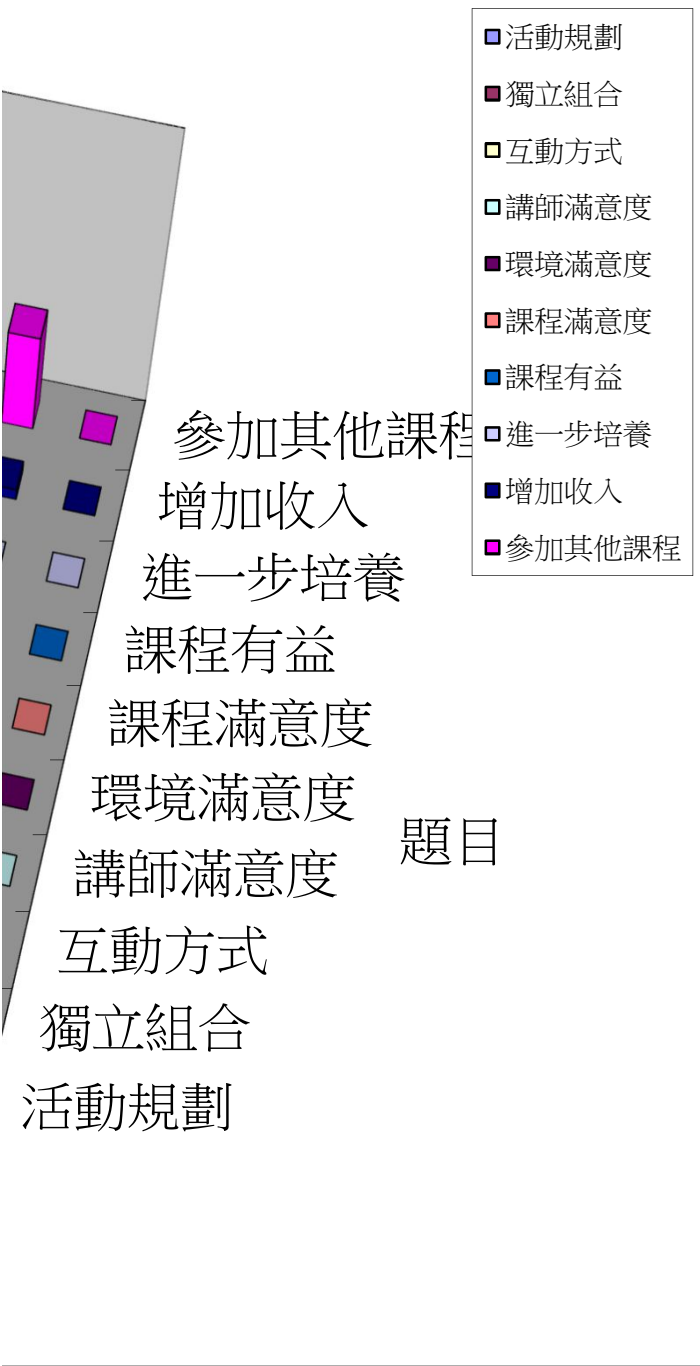 活動規劃
獨立組合
互動方式
講師滿意度
環境滿意度
課程滿意度
課程有益
進一步培養
增加收入
參加其他課程
參加其他課程
增加收入
進一步培養
課程有益
課程滿意度
環境滿意度
題目
講師滿意度
互動方式
獨立組合
活動規劃